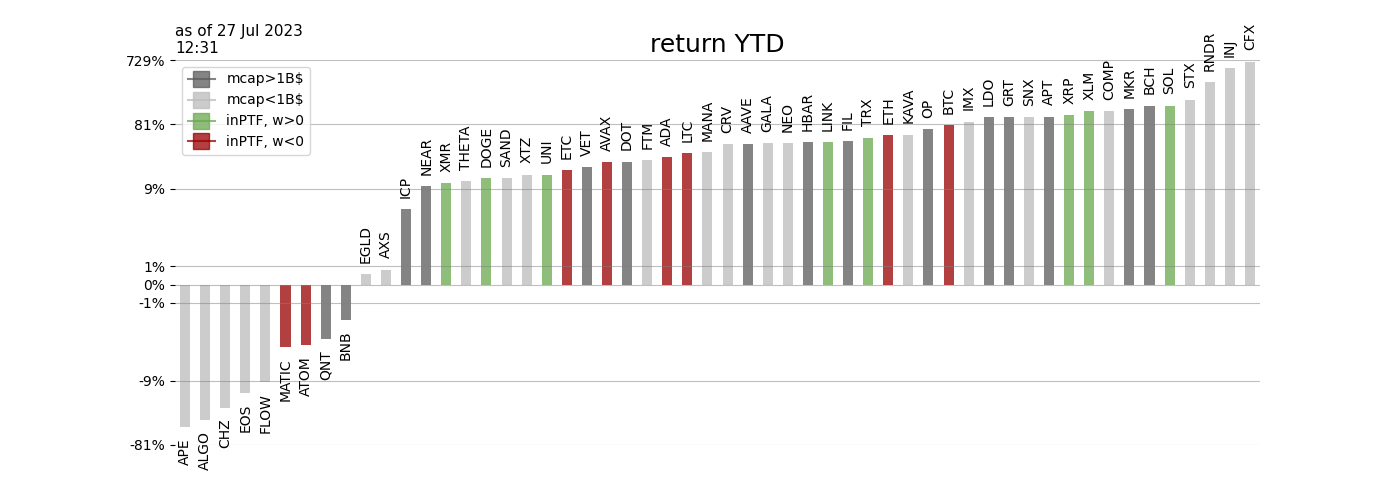 as of 27 Jul 2023
12:31
return YTD
mcap>1B$
mcap<1B$
inPTF, w>0
inPTF, w<0
729%
81%
9%
1%
0%
-1%
-9%
-81%
APE
ALGO
CHZ
EOS
FLOW
MATIC
ATOM
QNT
BNB
EGLD
AXS
ICP
NEAR
XMR
THETA
DOGE
SAND
XTZ
UNI
ETC
VET
AVAX
DOT
FTM
ADA
LTC
MANA
CRV
AAVE
GALA
NEO
HBAR
LINK
FIL
TRX
ETH
KAVA
OP
BTC
IMX
LDO
GRT
SNX
APT
XRP
XLM
COMP
MKR
BCH
SOL
STX
RNDR
INJ
CFX